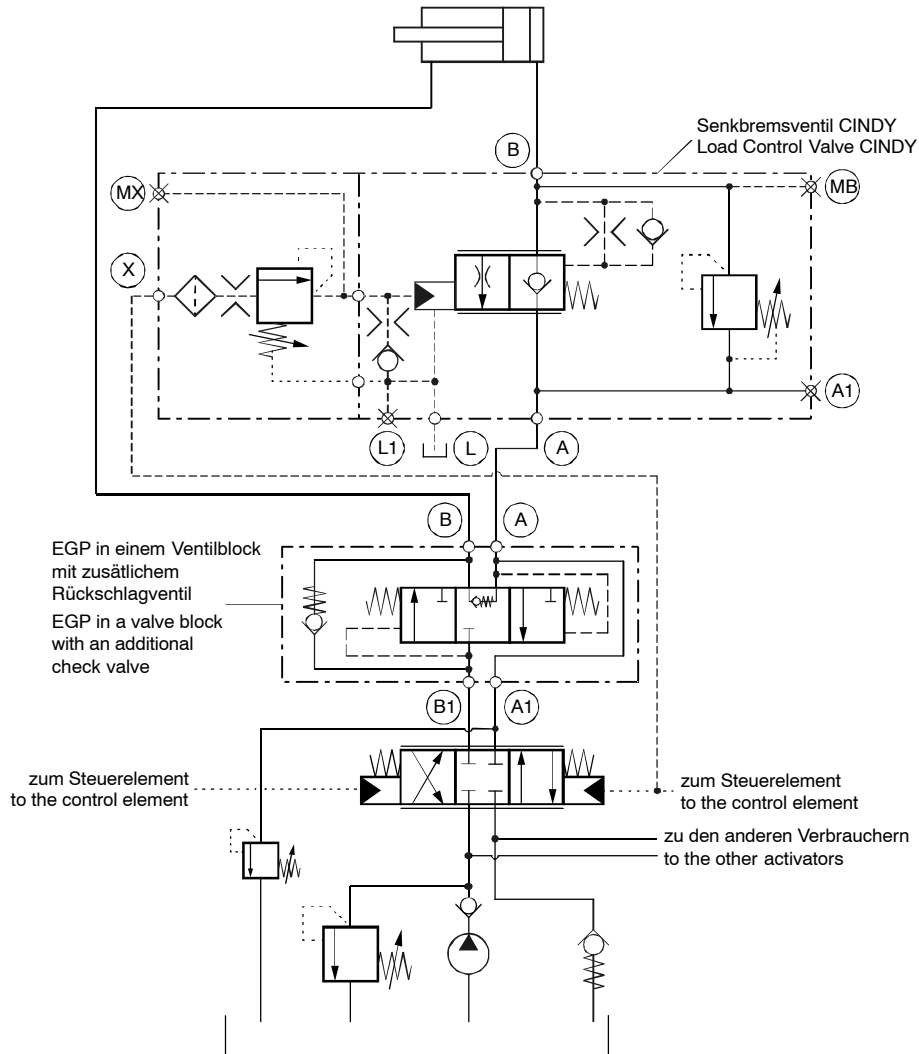 Senkbremsventil CINDY
Load Control Valve CINDY
B
MX
MB
X
A1
L1
L
A
B
A
EGP in einem Ventilblock
mit zusätlichem
Rückschlagventil
EGP in a valve block
with an additional
check valve
B1
A1
zum Steuerelement
to the control element
zum Steuerelement
to the control element
zu den anderen Verbrauchern
to the other activators